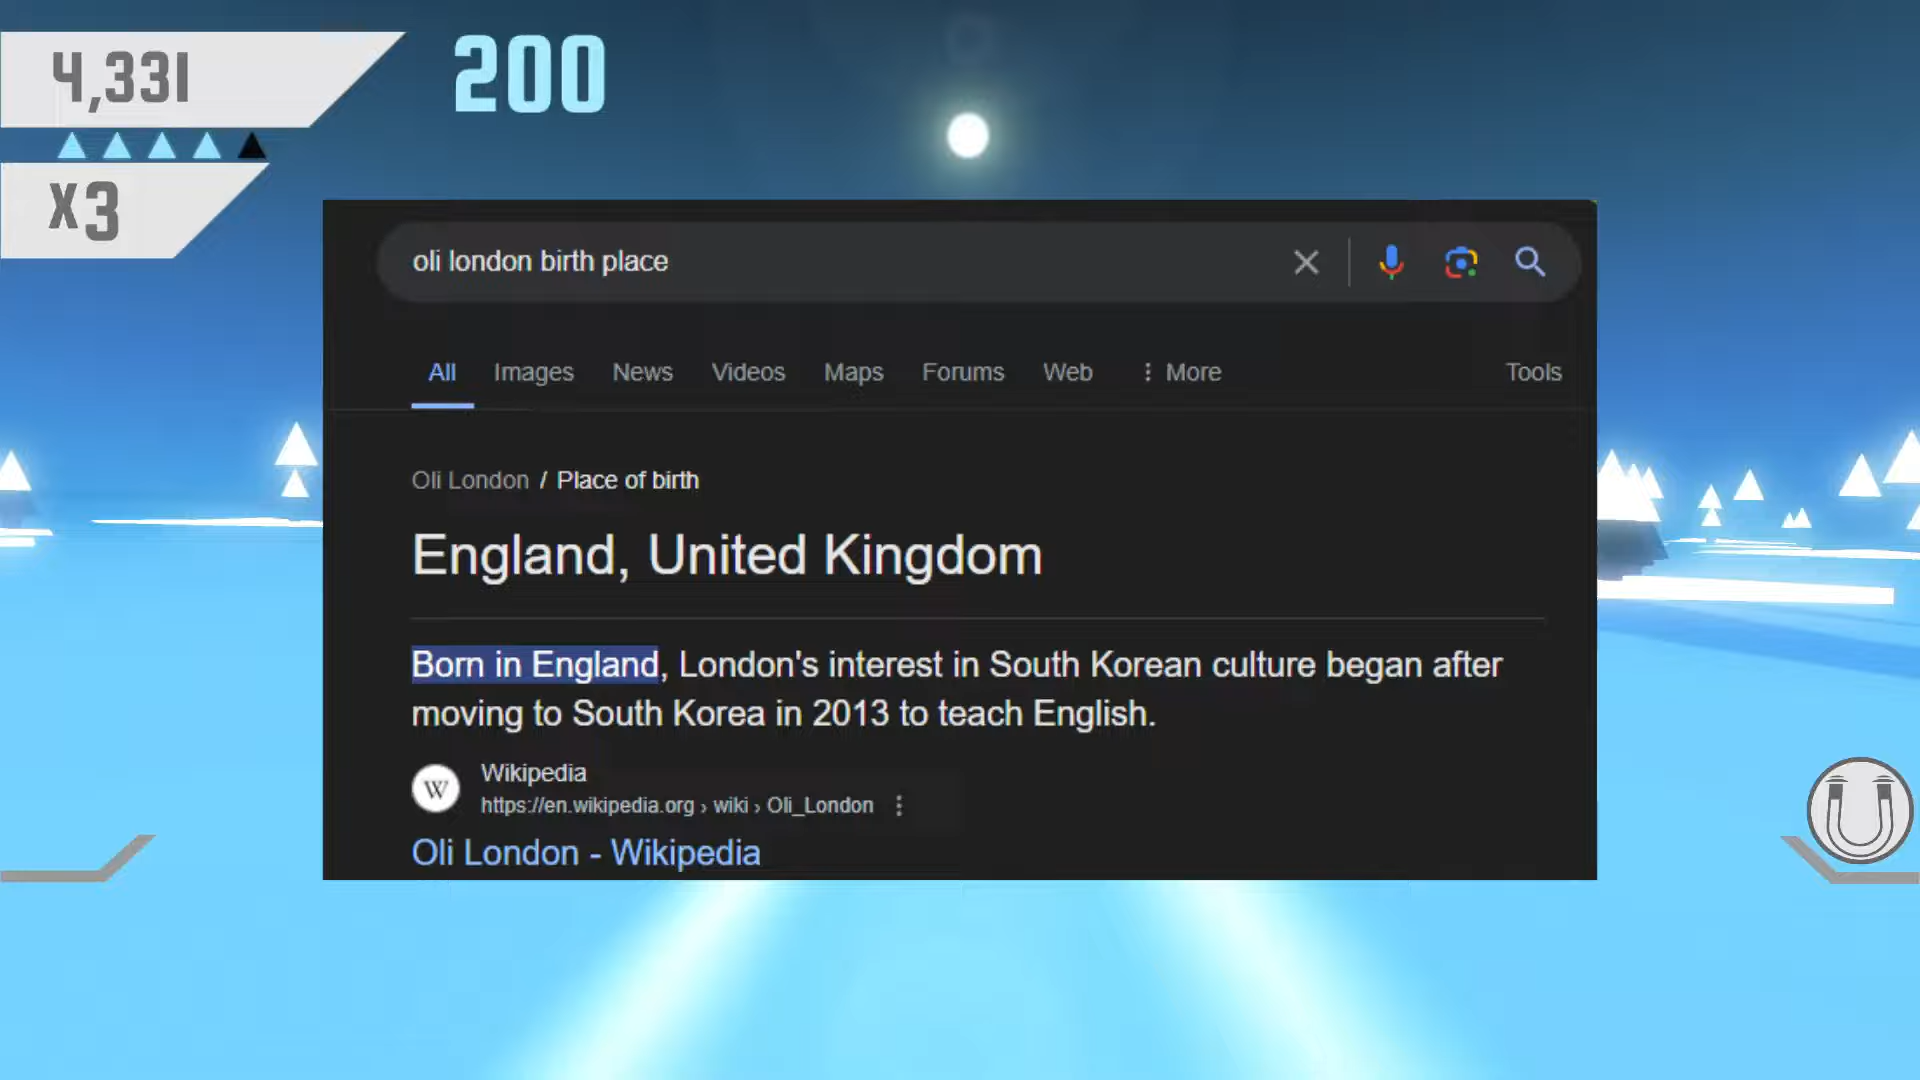 4,331
200
X3
oli london birth place
All Images News Videos Maps Forums Web More Tools
Oli London / Place of birth
England, United Kingdom
Born in England, London's interest in South Korean culture began after
moving to South Korea in 2013 to teach English.
W
Wikipedia
https://en.wikipedia.org › wiki › Oli_London
Oli London - Wikipedia